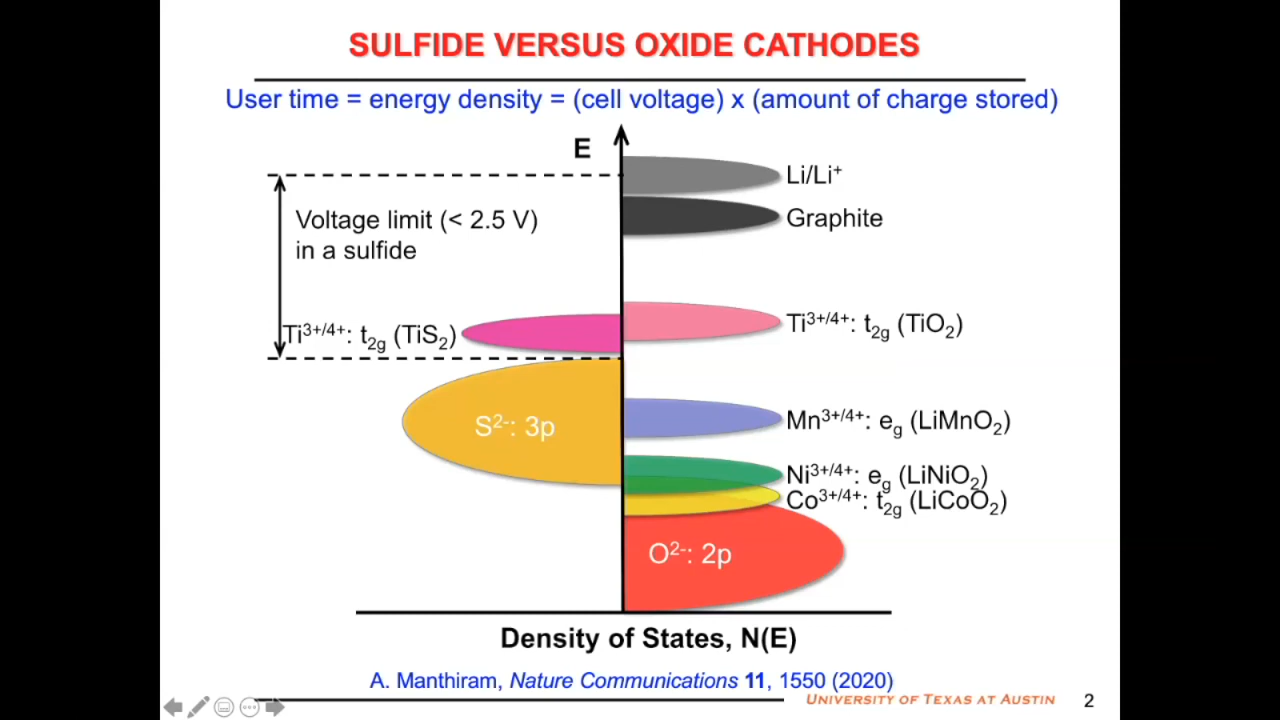 SULFIDE VERSUS OXIDE CATHODES
User time = energy density = (cell voltage) x (amount of charge stored)
E
Li/Li⁺
Voltage limit (< 2.5 V)
in a sulfide
Graphite
Ti³⁺/⁴⁺: t₂g (TiS₂)
Ti³⁺/⁴⁺: t₂g (TiO₂)
S²⁻: 3p
Mn³⁺/⁴⁺: eg (LiMnO₂)
Ni³⁺/⁴⁺: eg (LiNiO₂)
Co³⁺/⁴⁺: t₂g (LiCoO₂)
O²⁻: 2p
Density of States, N(E)
A. Manthiram, Nature Communications 11, 1550 (2020)
UNIVERSITY OF TEXAS AT AUSTIN
2